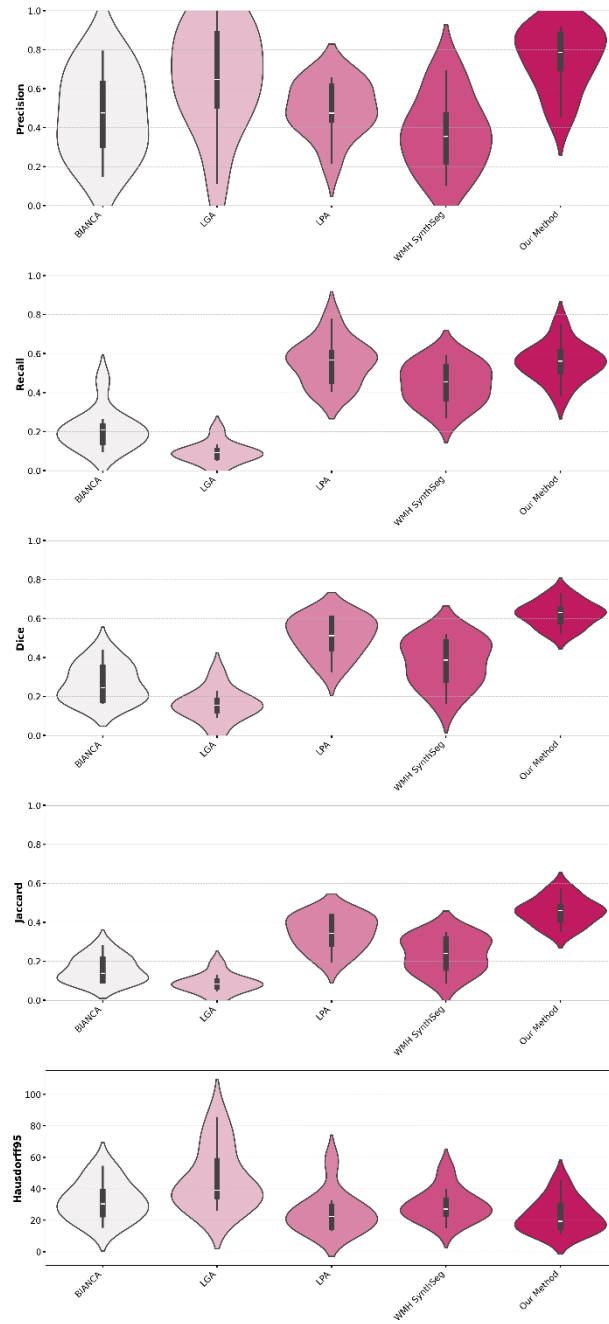 Precision
1.0
0.8
0.6
0.4
0.2
0.0
BIANCA
LGA
LPA
WMH SynthSeg
Our Method
Recall
1.0
0.8
0.6
0.4
0.2
0.0
BIANCA
LGA
LPA
WMH SynthSeg
Our Method
Dice
1.0
0.8
0.6
0.4
0.2
0.0
BIANCA
LGA
LPA
WMH SynthSeg
Our Method
Jaccard
1.0
0.8
0.6
0.4
0.2
0.0
BIANCA
LGA
LPA
WMH SynthSeg
Our Method
Hausdorff95
100
80
60
40
20
0
BIANCA
LGA
LPA
WMH SynthSeg
Our Method